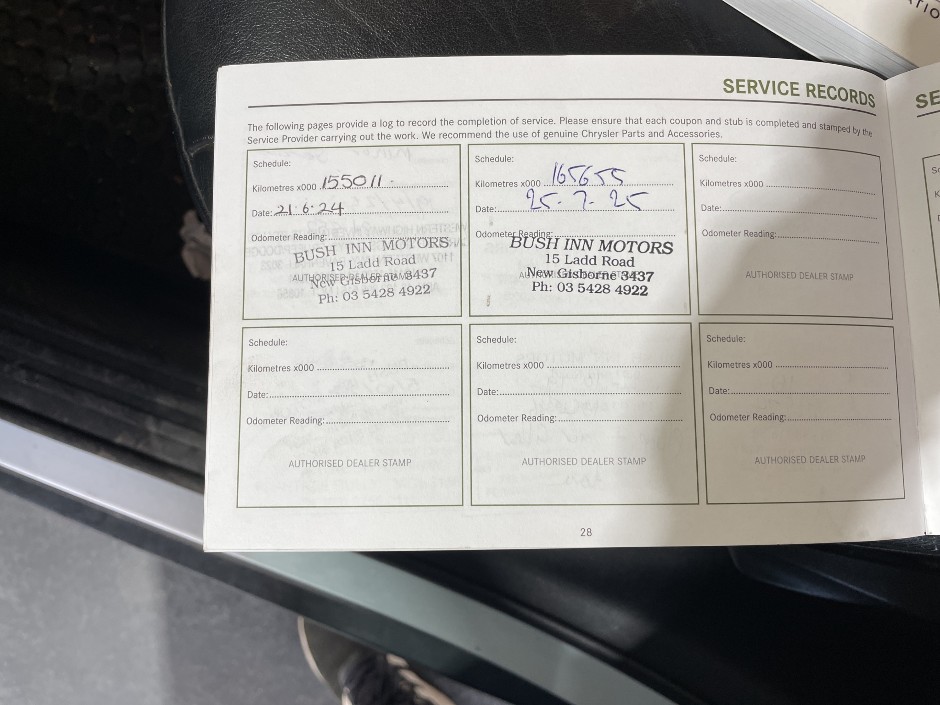 SERVICE RECORDS
The following pages provide a log to record the completion of service. Please ensure that each coupon and stub is completed and stamped by the
Service Provider carrying out the work. We recommend the use of genuine Chrysler Parts and Accessories.
Schedule:
Kilometres x000 155011
Date: 21.6.24
Odometer Reading:
BUSH INN MOTORS
15 Ladd Road
AUTHORISED DEALER STAMP
New Gisborne 3437
Ph: 03 5428 4922
Schedule:
Kilometres x000 165655
Date: 25.7.25
Odometer Reading:
BUSH INN MOTORS
15 Ladd Road
New Gisborne 3437
Ph: 03 5428 4922
Schedule:
Kilometres x000
Date:
Odometer Reading:
AUTHORISED DEALER STAMP
Schedule:
Kilometres x000
Date:
Odometer Reading:
AUTHORISED DEALER STAMP
Schedule:
Kilometres x000
Date:
Odometer Reading:
AUTHORISED DEALER STAMP
Schedule:
Kilometres x000
Date:
Odometer Reading:
AUTHORISED DEALER STAMP
28